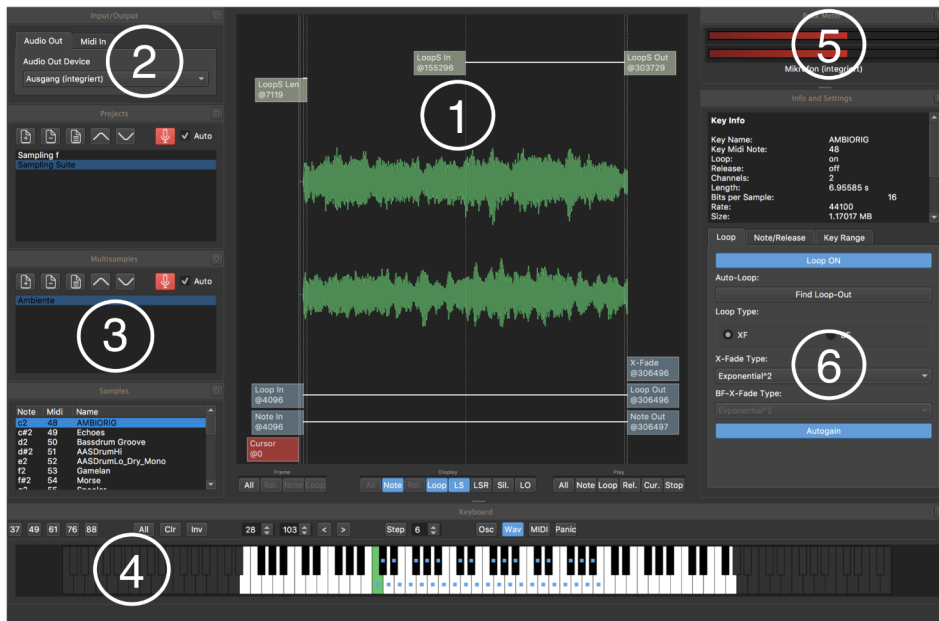 Input/Output
Audio Out Midi In
Audio Out Device
Ausgang (integriert)
2
Projects
Auto
Sampling f
Sampling Suite
Multisamples
Auto
Ambiente
3
Samples
Note Midi Name
c2 48 AMBIORIG
c#2 49 Echoes
d2 50 Bassdrum Groove
d#2 51 AASDrumHi
e2 52 AASDrumLo_Dry_Mono
f2 53 Gamelan
f#2 54 Morse
g2 55
LoopS In
@155296
LoopS Out
@303729
LoopS Len
@7119
1
X-Fade
@306496
Loop In
@4096
Loop Out
@306496
Note In
@4096
Note Out
@306497
Cursor
@0
Frame Display Play
All Rel. Note Loop All Note Rel. Loop LS LSR Sil. LO All Note Loop Rel. Cur. Stop
5
Mikrofon (integriert)
Info and Settings
Key Info
Key Name: AMBIORIG
Key Midi Note: 48
Loop: on
Release: off
Channels: 2
Length: 6.95585 s
Bits per Sample: 16
Rate: 44100
Size: 1.17017 MB
Loop Note/Release Key Range
Loop ON
Auto-Loop:
Find Loop-Out
Loop Type:
XF
6
X-Fade Type:
Exponential^2
BF-X-Fade Type:
Exponential^2
Autogain
Keyboard
37 49 61 76 88 All Clr Inv 28 103 < > Step 6 Osc Wav MIDI Panic
4